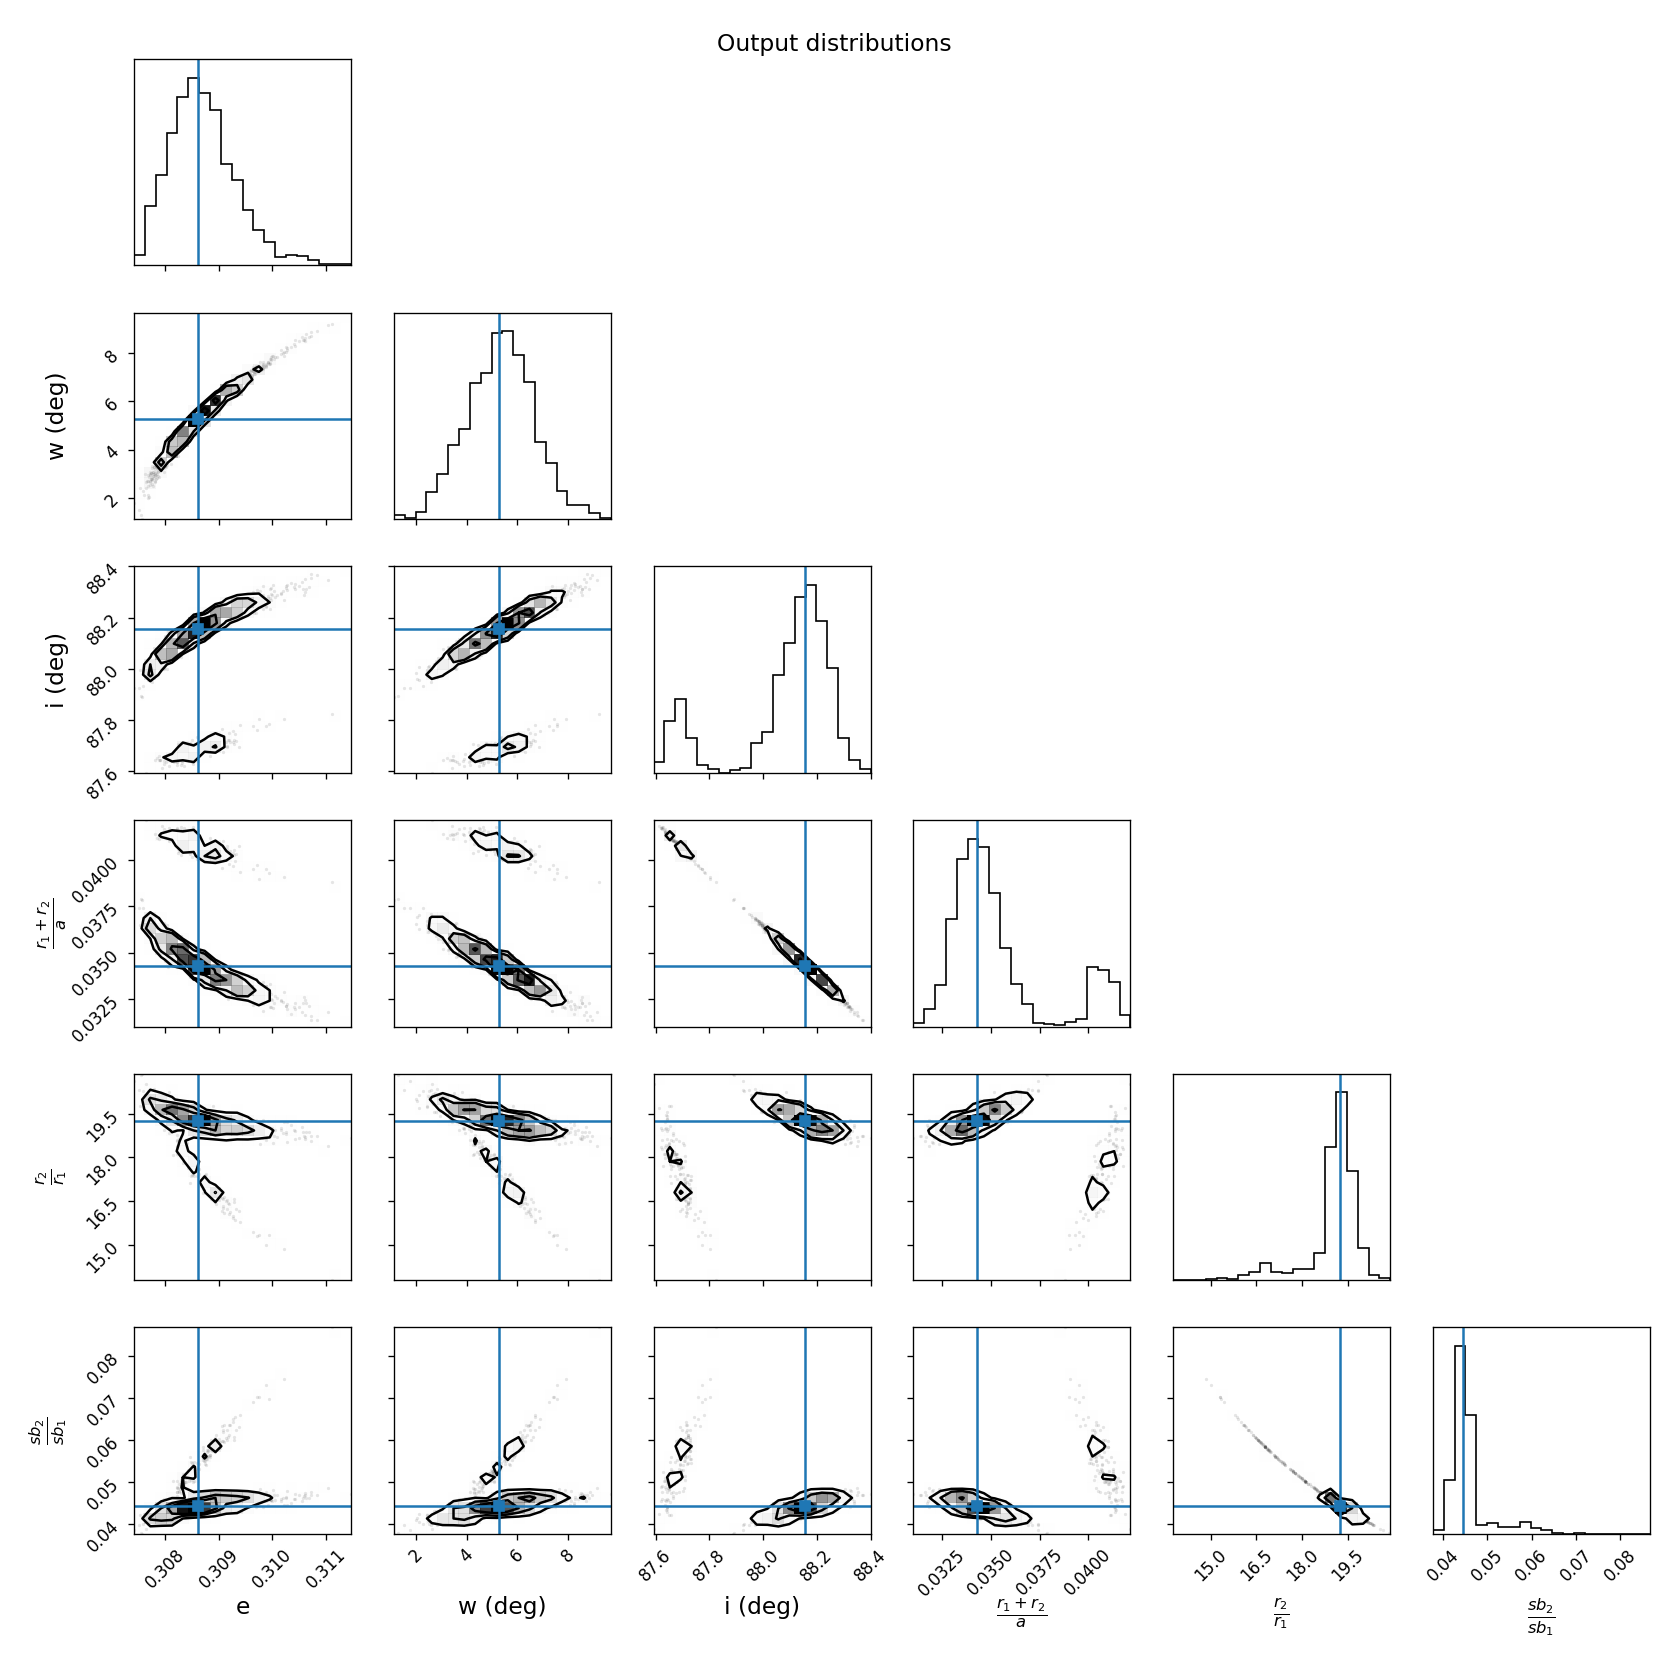 Output distributions
w (deg)
8
6
4
2
i (deg)
88.4
88.2
88.0
87.8
87.6
r₁ + r₂
a
0.0400
0.0375
0.0350
0.0325
r₂
r₁
19.5
18.0
16.5
15.0
sb₂
sb₁
0.08
0.07
0.06
0.05
0.04
0.308 0.309 0.310 0.311 2 4 6 8 87.6 87.8 88.0 88.2 88.4 0.0325 0.0350 0.0375 0.0400 15.0 16.5 18.0 19.5 0.04 0.05 0.06 0.07 0.08
e w (deg) i (deg)
r₁ + r₂
a
r₂
r₁
sb₂
sb₁